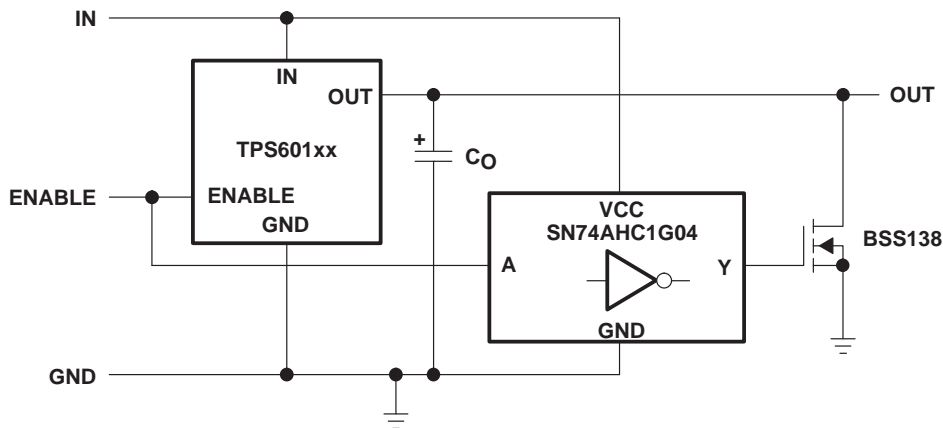 IN
IN
OUT
OUT
TPS601xx
+
CO
ENABLE
ENABLE
GND
VCC
SN74AHC1G04
BSS138
A
Y
GND
GND